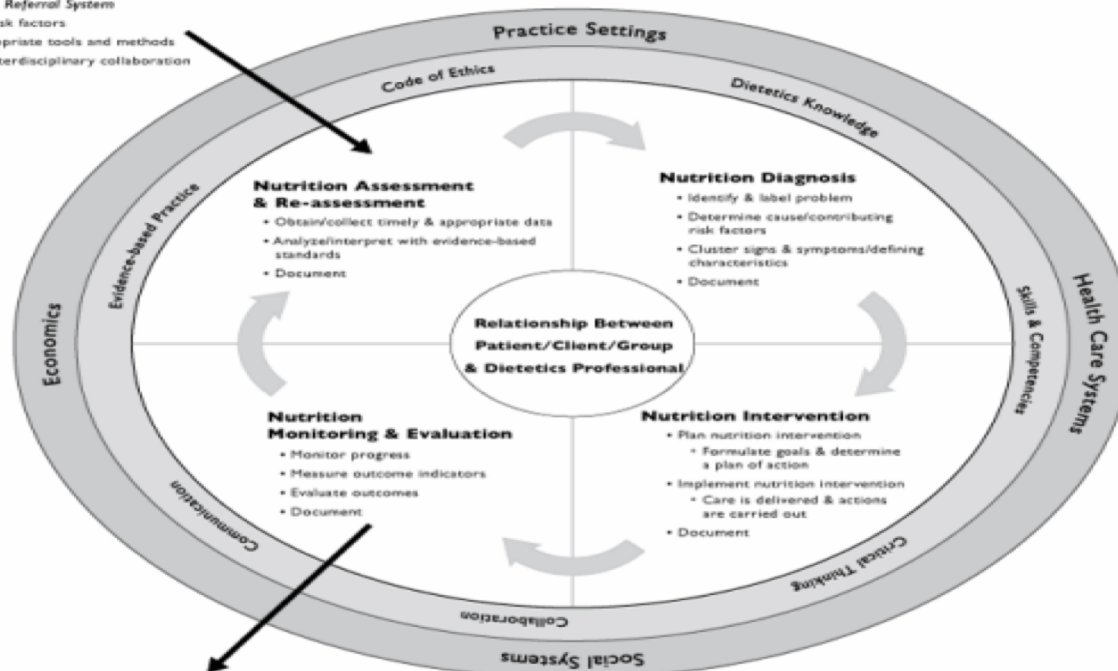 Referral System
sk factors
opriate tools and methods
terdisciplinary collaboration
Practice Settings
Code of Ethics
Dietetics Knowledge
Evidence-based Practice
Economics
Skills & Competencies
Health Care Systems
Nutrition Assessment
& Re-assessment
• Obtain/collect timely & appropriate data
• Analyze/interpret with evidence-based
standards
• Document
Nutrition Diagnosis
• Identify & label problem
• Determine cause/contributing
risk factors
• Cluster signs & symptoms/defining
characteristics
• Document
Relationship Between
Patient/Client/Group
& Dietetics Professional
Nutrition
Monitoring & Evaluation
• Monitor progress
• Measure outcome indicators
• Evaluate outcomes
• Document
Nutrition Intervention
• Plan nutrition intervention
° Formulate goals & determine
a plan of action
• Implement nutrition intervention
° Care is delivered & actions
are carried out
• Document
Communication
Critical Thinking
Collaboration
Social Systems